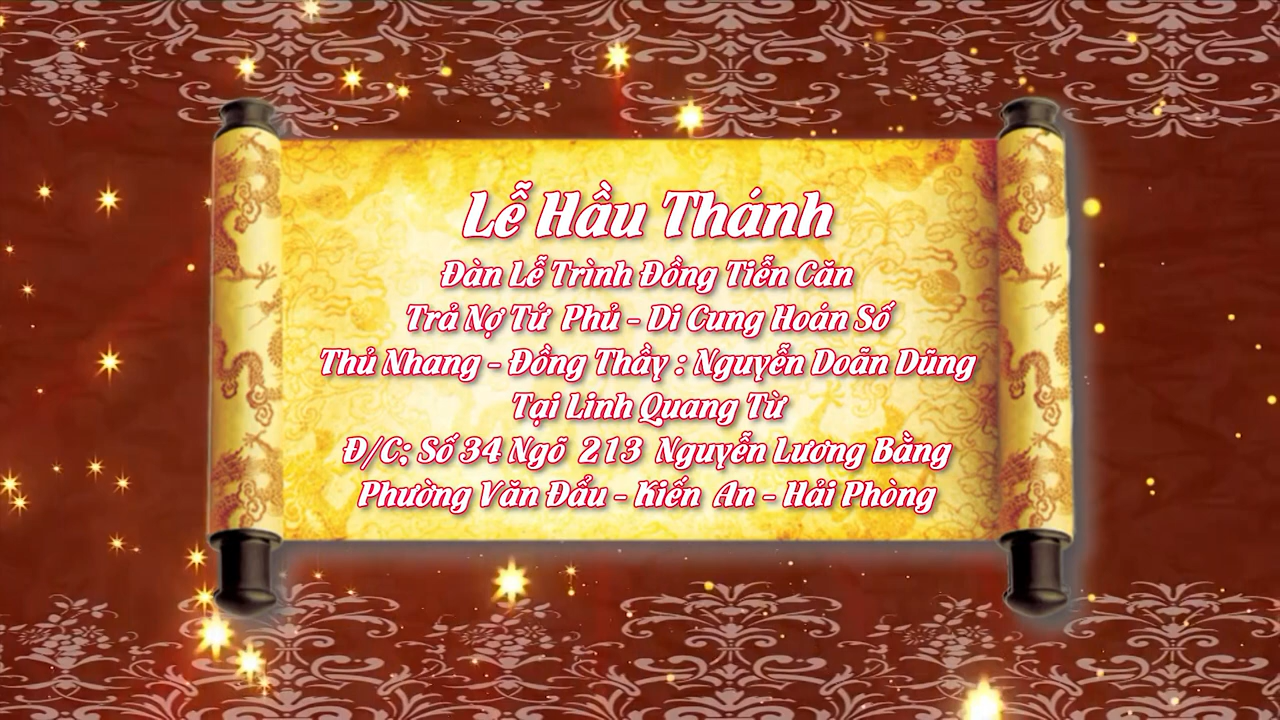 Lễ Hầu Thánh
Đàn Lễ Trình Đồng Tiễn Căn
Trả Nợ Tứ Phủ - Di Cung Hoán Số
Thủ Nhang - Đồng Thầy : Nguyễn Doãn Dũng
Tại Linh Quang Từ
Đ/C; Số 34 Ngõ 213 Nguyễn Lương Bằng
Phường Văn Đẩu - Kiến An - Hải Phòng